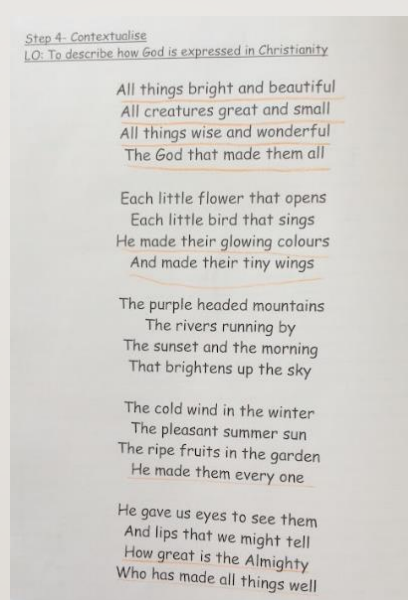 Step 4- Contextualise
LO: To describe how God is expressed in Christianity
All things bright and beautiful
All creatures great and small
All things wise and wonderful
The God that made them all
Each little flower that opens
Each little bird that sings
He made their glowing colours
And made their tiny wings
The purple headed mountains
The rivers running by
The sunset and the morning
That brightens up the sky
The cold wind in the winter
The pleasant summer sun
The ripe fruits in the garden
He made them every one
He gave us eyes to see them
And lips that we might tell
How great is the Almighty
Who has made all things well